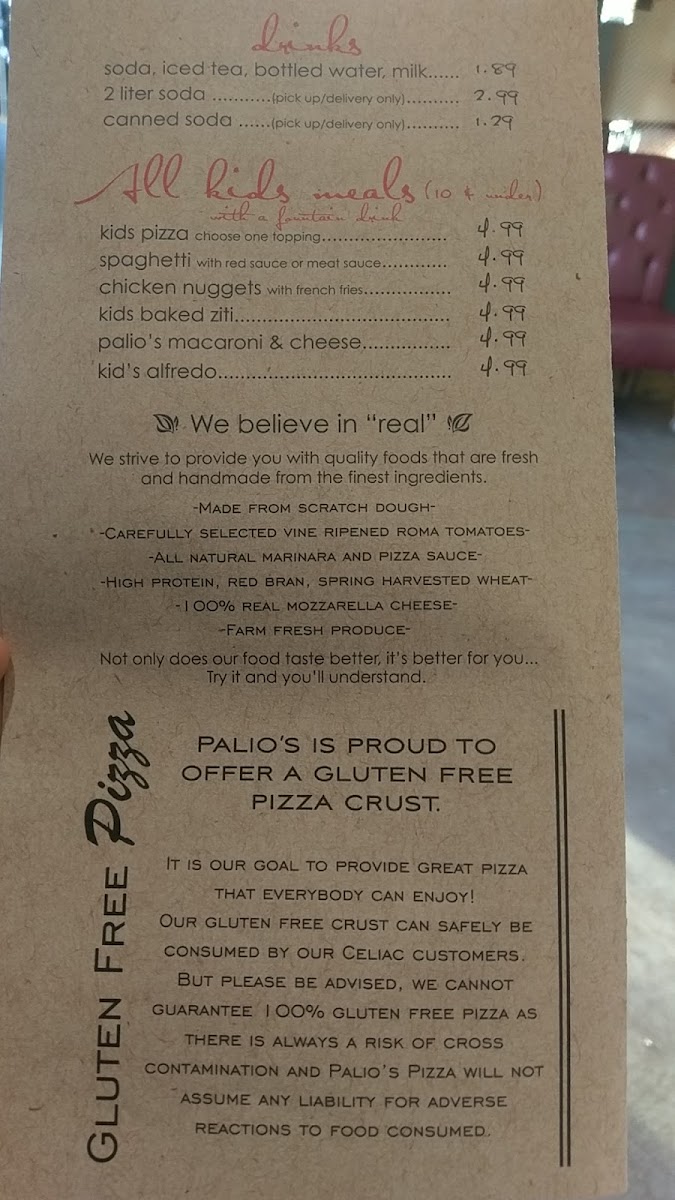 drinks
soda, iced tea, bottled water, milk...... 1.89
2 liter soda ...........(pick up/delivery only).......... 2.99
canned soda ......(pick up/delivery only).......... 1.29
All kids meals (10 & under)
with a fountain drink
kids pizza choose one topping....................... 4.99
spaghetti with red sauce or meat sauce............ 4.99
chicken nuggets with french fries................ 4.99
kids baked ziti....................................... 4.99
palio's macaroni & cheese................ 4.99
kid's alfredo.......................................... 4.99
We believe in "real"
We strive to provide you with quality foods that are fresh
and handmade from the finest ingredients.
-Made from scratch dough-
-Carefully selected vine ripened roma tomatoes-
-All natural marinara and pizza sauce-
-High protein, red bran, spring harvested wheat-
-100% real mozzarella cheese-
-Farm fresh produce-
Not only does our food taste better, it's better for you...
Try it and you'll understand.
Gluten Free Pizza
Palio's is proud to
offer a gluten free
pizza crust.
It is our goal to provide great pizza
that everybody can enjoy!
Our gluten free crust can safely be
consumed by our Celiac customers.
But please be advised, we cannot
guarantee 100% gluten free pizza as
there is always a risk of cross
contamination and Palio's Pizza will not
assume any liability for adverse
reactions to food consumed.